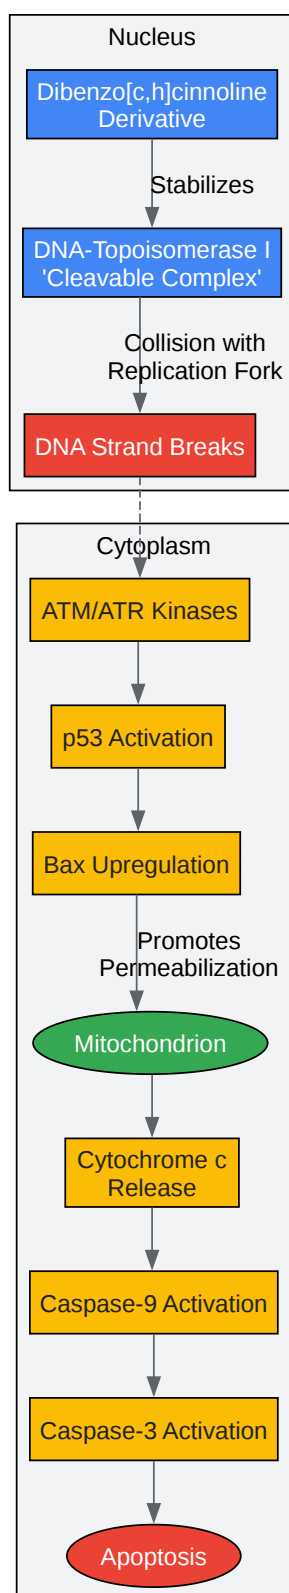 Nucleus
Dibenzo[c,h]cinnoline
Derivative
Stabilizes
DNA-Topoisomerase I
'Cleavable Complex'
Collision with
Replication Fork
DNA Strand Breaks
Cytoplasm
ATM/ATR Kinases
p53 Activation
Bax Upregulation
Promotes
Permeabilization
Mitochondrion
Cytochrome c
Release
Caspase-9 Activation
Caspase-3 Activation
Apoptosis